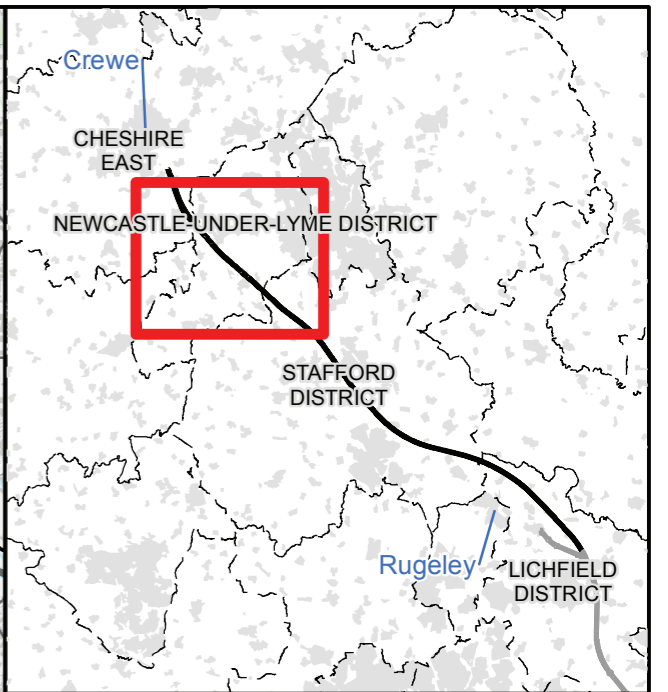 Crewe
CHESHIRE
EAST
NEWCASTLE-UNDER-LYME DISTRICT
STAFFORD
DISTRICT
Rugeley
LICHFIELD
DISTRICT